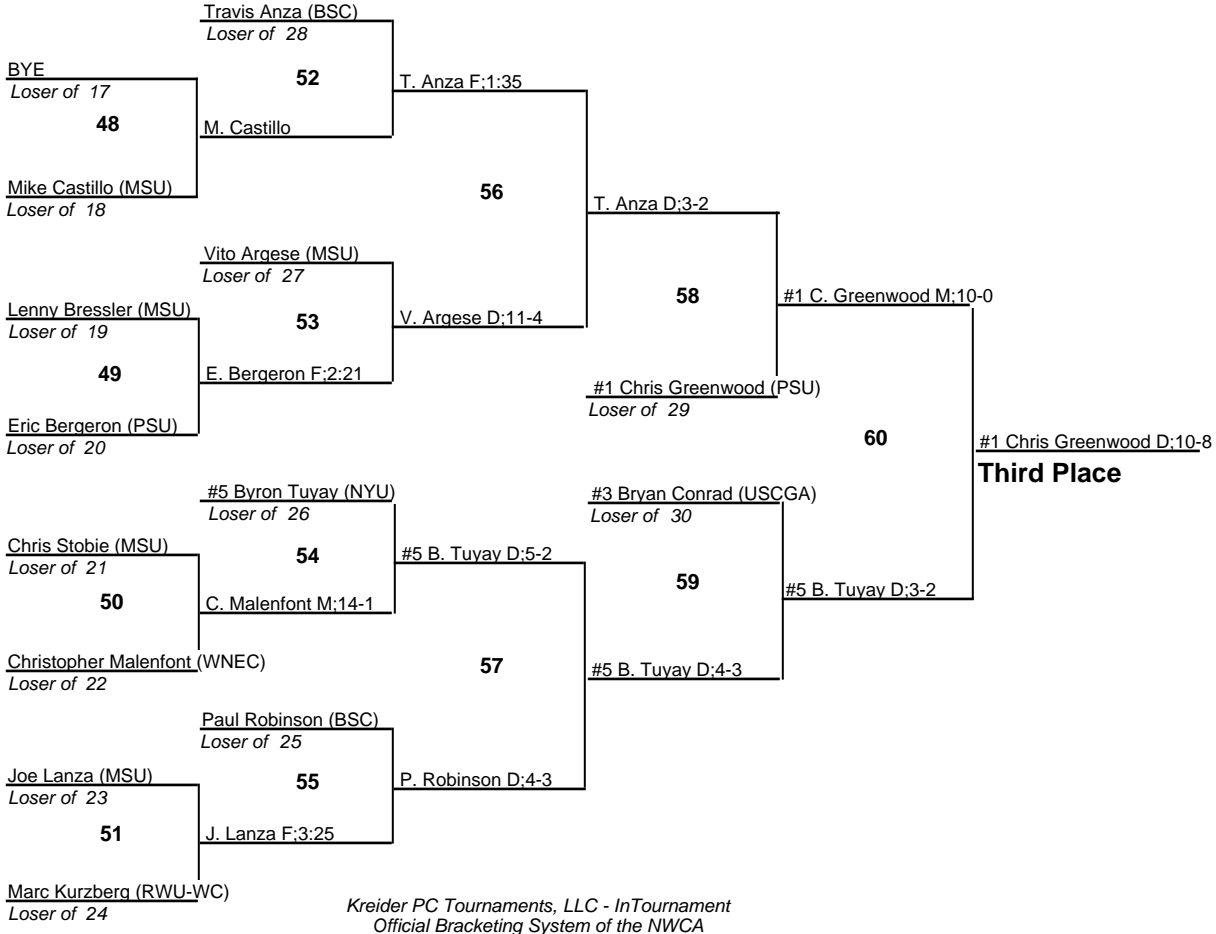 Travis Anza (BSC)
Loser of 28
BYE
Loser of 17
52
T. Anza F;1:35
48
M. Castillo
Mike Castillo (MSU)
Loser of 18
56
T. Anza D;3-2
Vito Argese (MSU)
Loser of 27
Lenny Bressler (MSU)
Loser of 19
53
V. Argese D;11-4
58
#1 C. Greenwood M;10-0
49
E. Bergeron F;2:21
#1 Chris Greenwood (PSU)
Loser of 29
Eric Bergeron (PSU)
Loser of 20
60
#1 Chris Greenwood D;10-8
Third Place
#5 Byron Tuyay (NYU)
Loser of 26
#3 Bryan Conrad (USCGA)
Loser of 30
Chris Stobie (MSU)
Loser of 21
54
#5 B. Tuyay D;5-2
59
#5 B. Tuyay D;3-2
50
C. Malenfont M;14-1
Christopher Malenfont (WNEC)
Loser of 22
57
#5 B. Tuyay D;4-3
Paul Robinson (BSC)
Loser of 25
Joe Lanza (MSU)
Loser of 23
55
P. Robinson D;4-3
51
J. Lanza F;3:25
Marc Kurzberg (RWU-WC)
Loser of 24
Kreider PC Tournaments, LLC - InTournament
Official Bracketing System of the NWCA